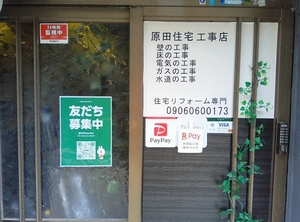 24時間
監視中
原田住宅工事店
壁の工事
床の工事
電気の工事
ガスの工事
水道の工事
住宅リフォーム専門
09060600173
友だち
募集中
PayPay
R Pay
VISA